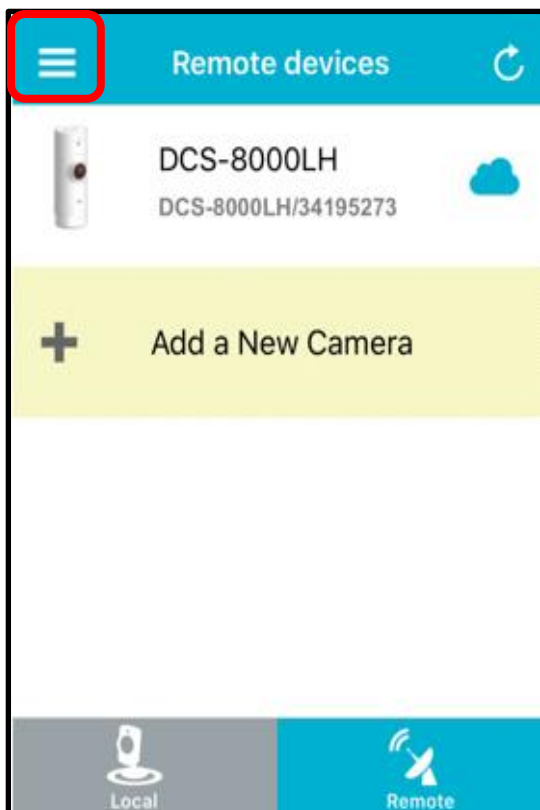 Remote devices
DCS-8000LH
DCS-8000LH/34195273
Add a New Camera
Local
Remote